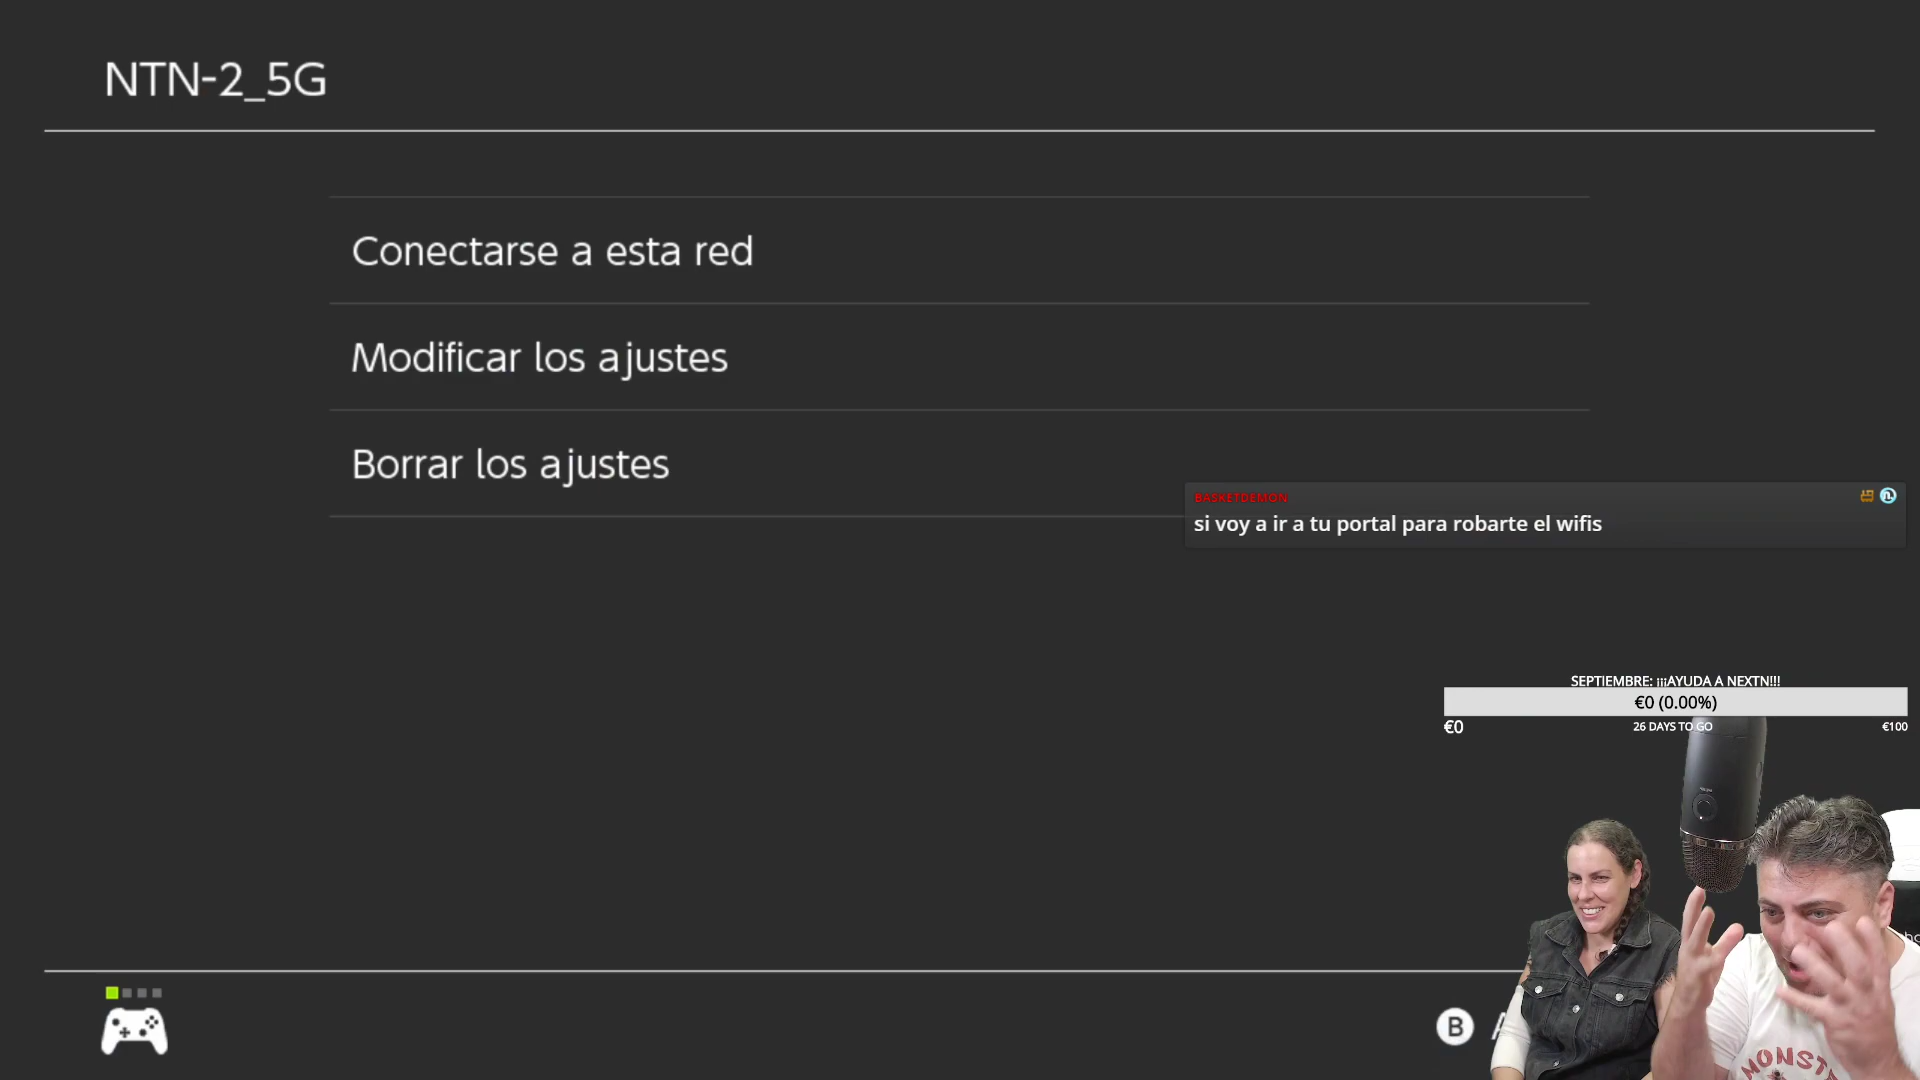 NTN-2_5G
Conectarse a esta red
Modificar los ajustes
Borrar los ajustes
BASKETDEMON
si voy a ir a tu portal para robarte el wifis
SEPTIEMBRE: ¡¡¡AYUDA A NEXTN!!!
€0 (0.00%)
€0 26 DAYS TO GO €100
B